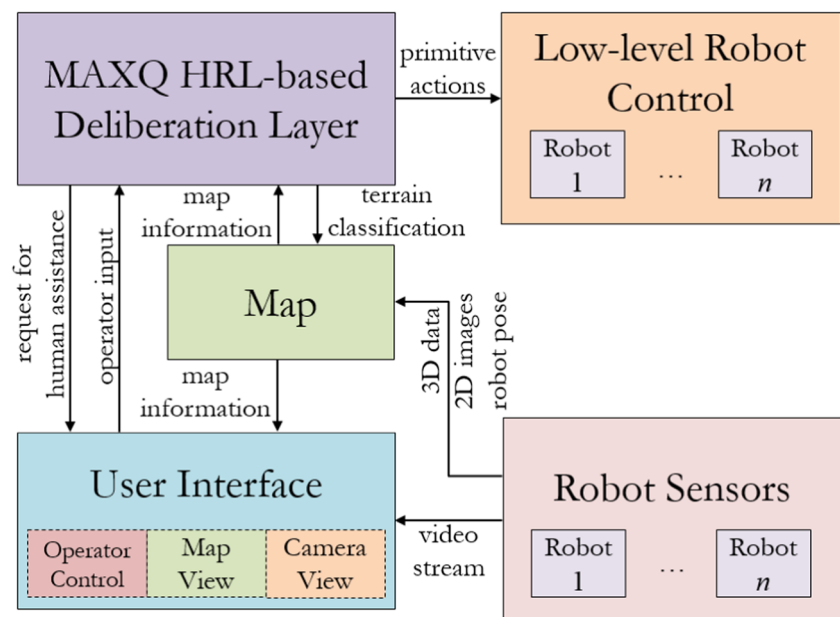 MAXQ HRL-based
Deliberation Layer
primitive
actions
Low-level Robot
Control
Robot
1
...
Robot
n
request for
human assistance
operator input
map
information
terrain
classification
Map
map
information
3D data
2D images
robot pose
User Interface
Operator
Control
Map
View
Camera
View
video
stream
Robot Sensors
Robot
1
...
Robot
n